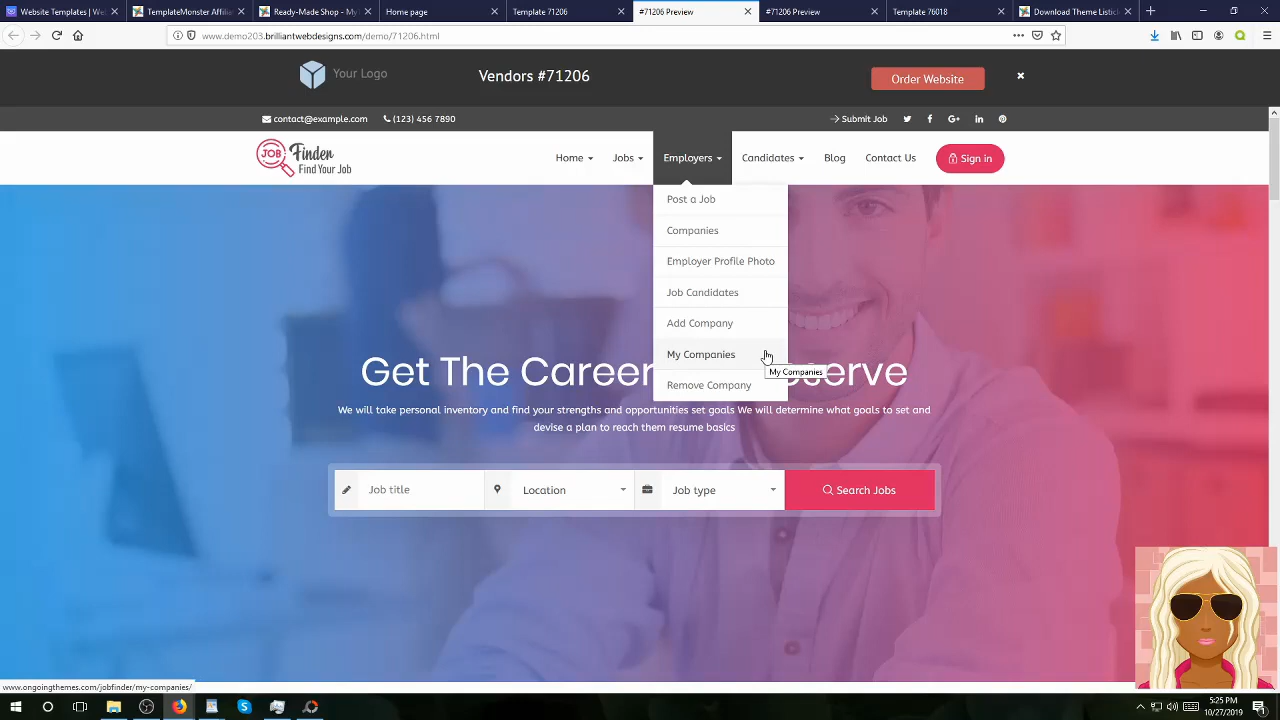 Website Templates | We
TemplateMonster Affiliat
Ready-Made Shop - My
Home page
Template 71206
#71206 Preview
#71206 Preview
Template 76018
Download Theme Listick
www.demo203.brilliantwebdesigns.com/demo/71206.html
Your Logo
Vendors #71206
Order Website
contact@example.com
(123) 456 7890
Submit Job
JOB Finder
Find Your Job
Home
Jobs
Employers
Candidates
Blog
Contact Us
Sign in
Post a Job
Companies
Employer Profile Photo
Job Candidates
Add Company
My Companies
My Companies
Remove Company
Get The Career erve
We will take personal inventory and find your strengths and opportunities set goals We will determine what goals to set and
devise a plan to reach them resume basics
Job title
Location
Job type
Search Jobs
www.ongoingthemes.com/jobfinder/my-companies/
5:25 PM
10/27/2019